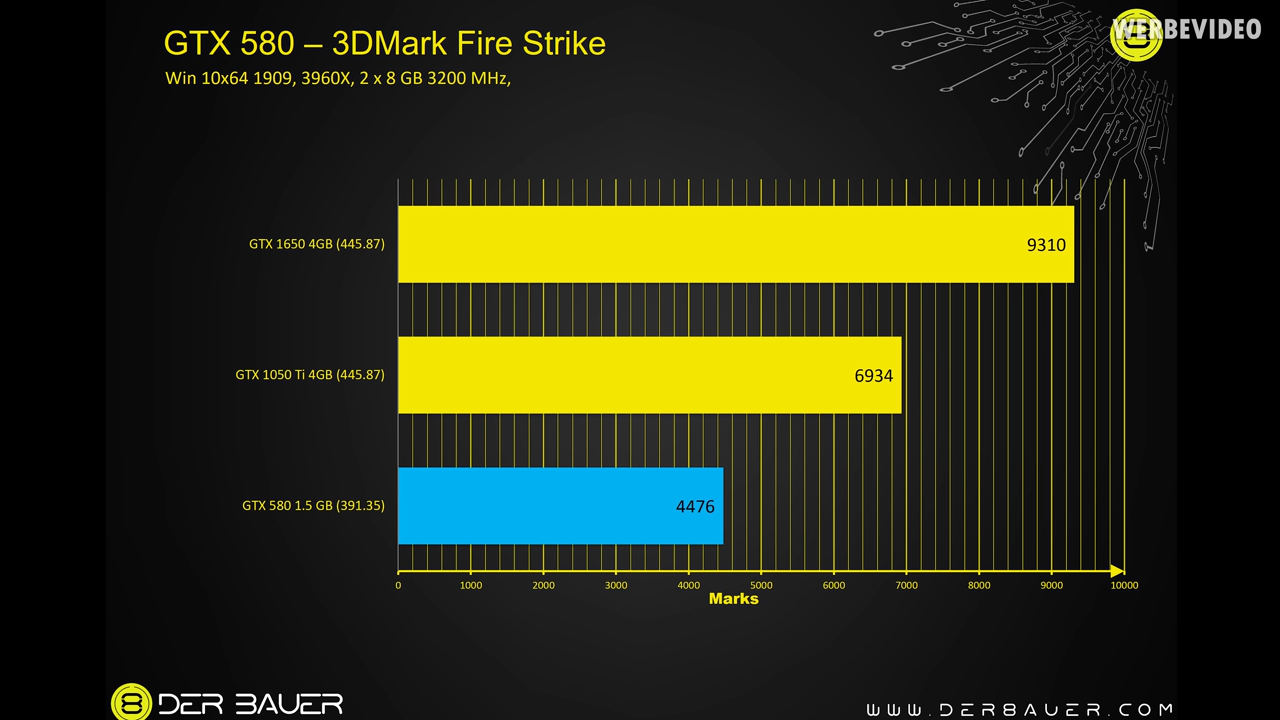 WERBEVIDEO
GTX 580 – 3DMark Fire Strike
Win 10x64 1909, 3960X, 2 x 8 GB 3200 MHz,
GTX 1650 4GB (445.87)
9310
GTX 1050 Ti 4GB (445.87)
6934
GTX 580 1.5 GB (391.35)
4476
0 1000 2000 3000 4000 5000 6000 7000 8000 9000 10000
Marks
8 DER 8AUER
WWW.DER8AUER.COM